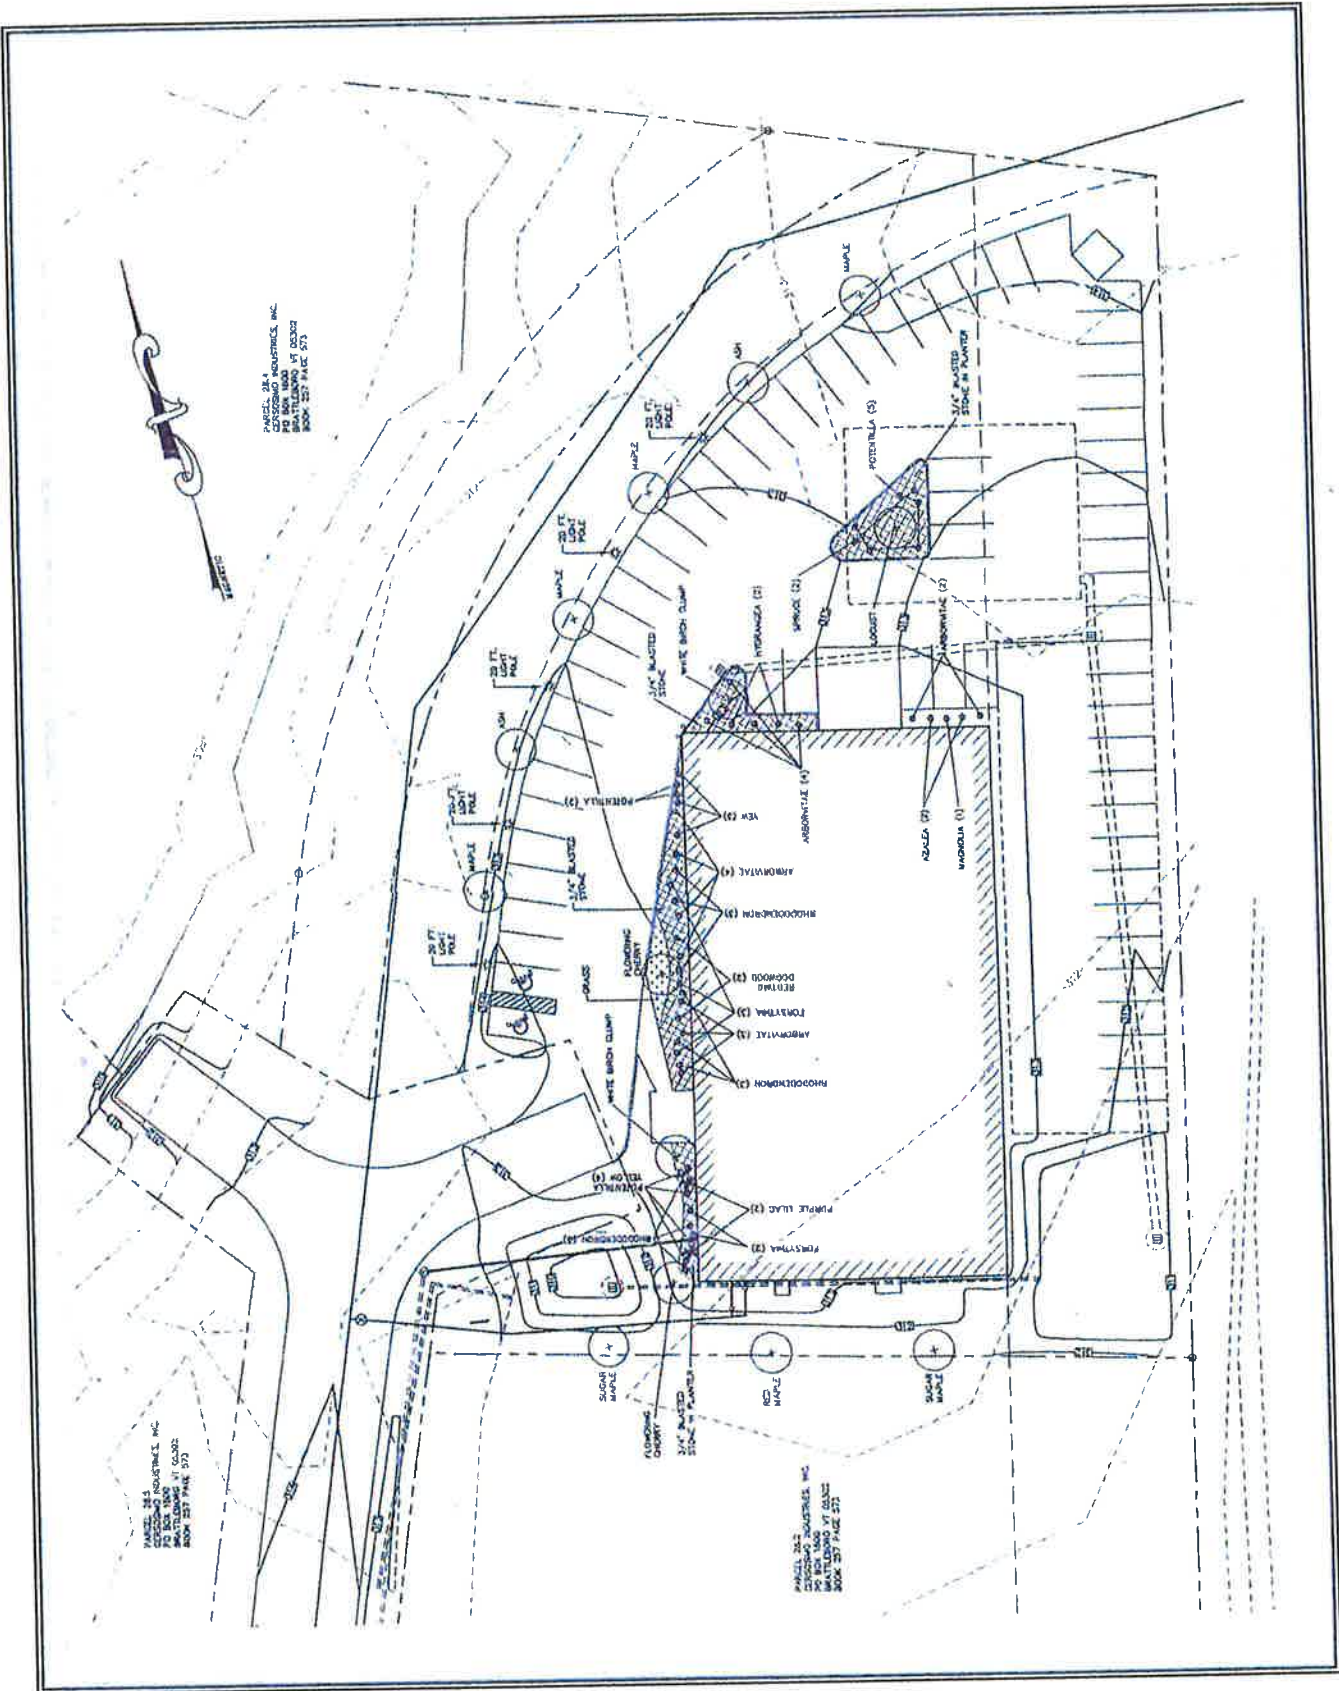 PARCEL 28.4
CERSOSIMO INDUSTRIES, INC.
PO BOX 1600
BRATTLEBORO VT 05302
BOOK 257 PAGE 573
MAGNETIC
MAPLE
ASH
20 FT.
LIGHT
POLE
MAPLE
20 FT.
LIGHT
POLE
MAPLE
20 FT.
LIGHT
POLE
ASH
20 FT.
LIGHT
POLE
MAPLE
20 FT.
LIGHT
POLE
3/4" BLASTED
STONE IN PLANTER
POTENTILLA (5)
SPRUCE (2)
LOCUST
ARBORVITAE (2)
HYDRANGEA (2)
WHITE BIRCH CLUMP
3/4" BLASTED
STONE
ARBORVITAE (4)
AZALEA (2)
MAGNOLIA (1)
POTENTILLA (2)
YEW (3)
3/4" BLASTED
STONE
ARBORVITAE (4)
RHODODENDRON (3)
FLOWERING
CHERRY
GRASS
REDTWIG
DOGWOOD (2)
FORSYTHIA (3)
ARBORVITAE (3)
RHODODENDRON (3)
WHITE BIRCH CLUMP
POTENTILLA
YELLOW (4)
PURPLE LILAC (2)
RHODODENDRON
FORSYTHIA (2)
SUGAR
MAPLE
RED
MAPLE
SUGAR
MAPLE
FLOWERING
CHERRY
3/4" BLASTED
STONE IN PLANTER
PARCEL 28.3
CERSOSIMO INDUSTRIES, INC.
PO BOX 1600
BRATTLEBORO VT 05302
BOOK 257 PAGE 573
PARCEL 28.2
CERSOSIMO INDUSTRIES, INC.
PO BOX 1600
BRATTLEBORO VT 05302
BOOK 257 PAGE 573